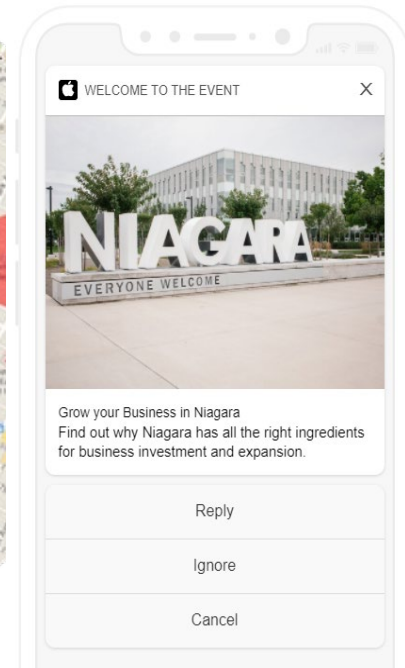 WELCOME TO THE EVENT X
NIAGARA
EVERYONE WELCOME
Grow your Business in Niagara
Find out why Niagara has all the right ingredients
for business investment and expansion.
Reply
Ignore
Cancel